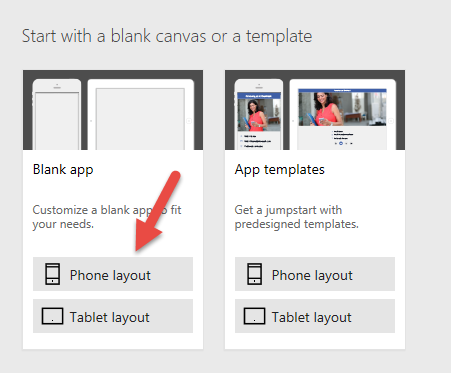 Start with a blank canvas or a template
Blank app
Customize a blank app to fit
your needs.
Phone layout
Tablet layout
App templates
Get a jumpstart with
predesigned templates.
Phone layout
Tablet layout